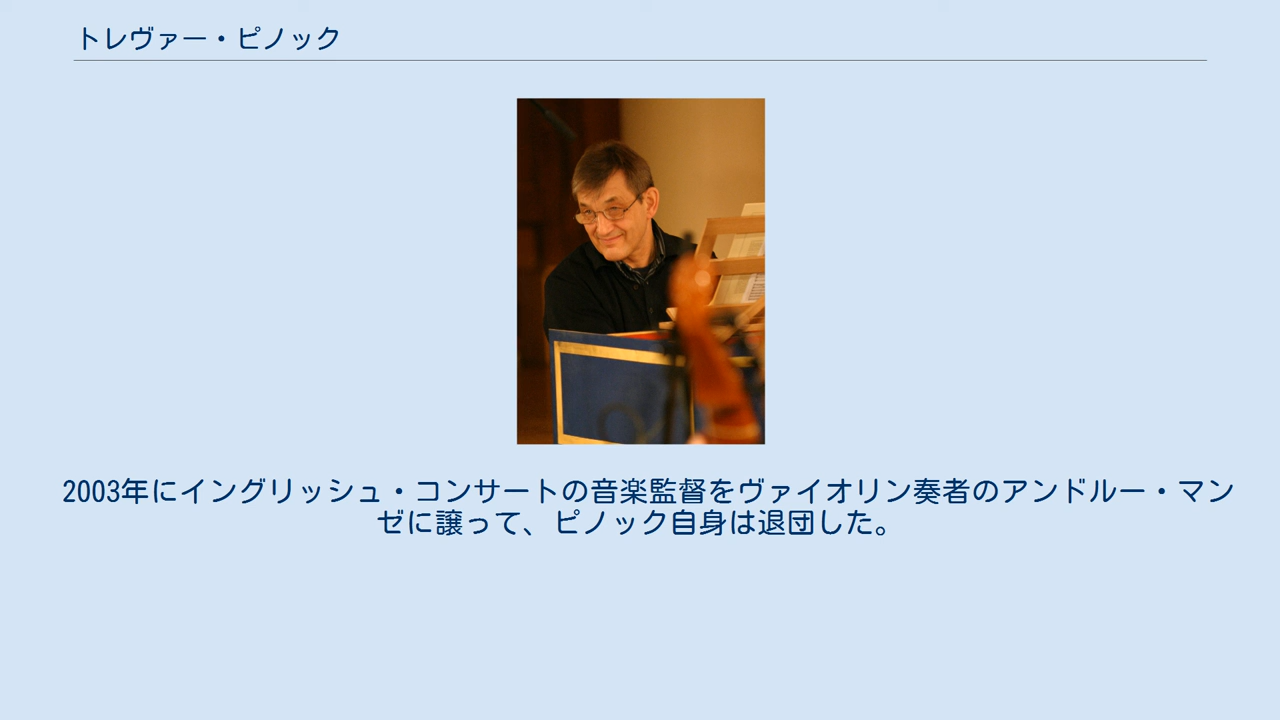 トレヴァー・ピノック
2003年にイングリッシュ・コンサートの音楽監督をヴァイオリン奏者のアンドルー・マン
ゼに譲って、ピノック自身は退団した。